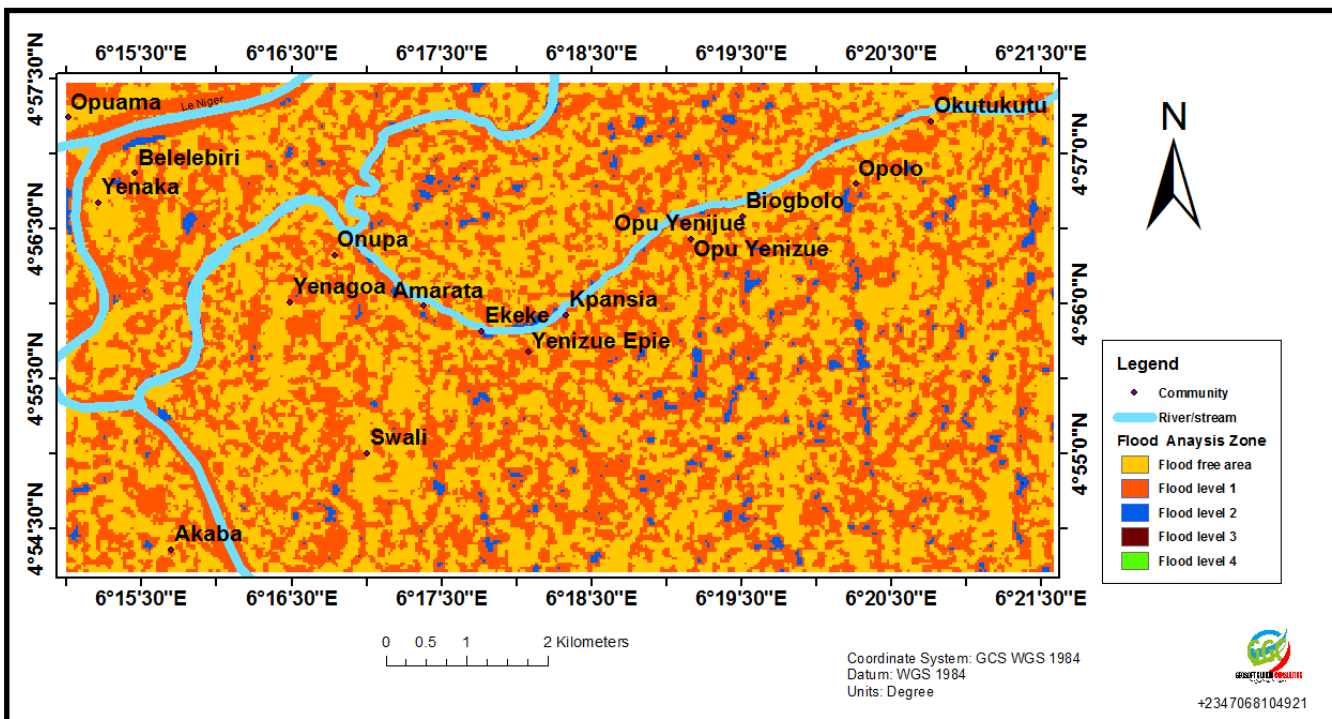 6°15'30"E 6°16'30"E 6°17'30"E 6°18'30"E 6°19'30"E 6°20'30"E 6°21'30"E
4°57'30"N
4°56'30"N
4°55'30"N
4°54'30"N
Opuama
Le Niger
Okutukutu
Belelebiri
Yenaka
Opolo
Biogbolo
Opu Yenijue
Onupa
Opu Yenizue
Yenagoa
Amarata
Kpansia
Ekeke
Yenizue Epie
Swali
Akaba
4°57'0"N
4°56'0"N
4°55'0"N
6°15'30"E 6°16'30"E 6°17'30"E 6°18'30"E 6°19'30"E 6°20'30"E 6°21'30"E
N
Legend
Community
River/stream
Flood Anaysis Zone
Flood free area
Flood level 1
Flood level 2
Flood level 3
Flood level 4
0 0.5 1 2 Kilometers
Coordinate System: GCS WGS 1984
Datum: WGS 1984
Units: Degree
GGC
+2347068104921